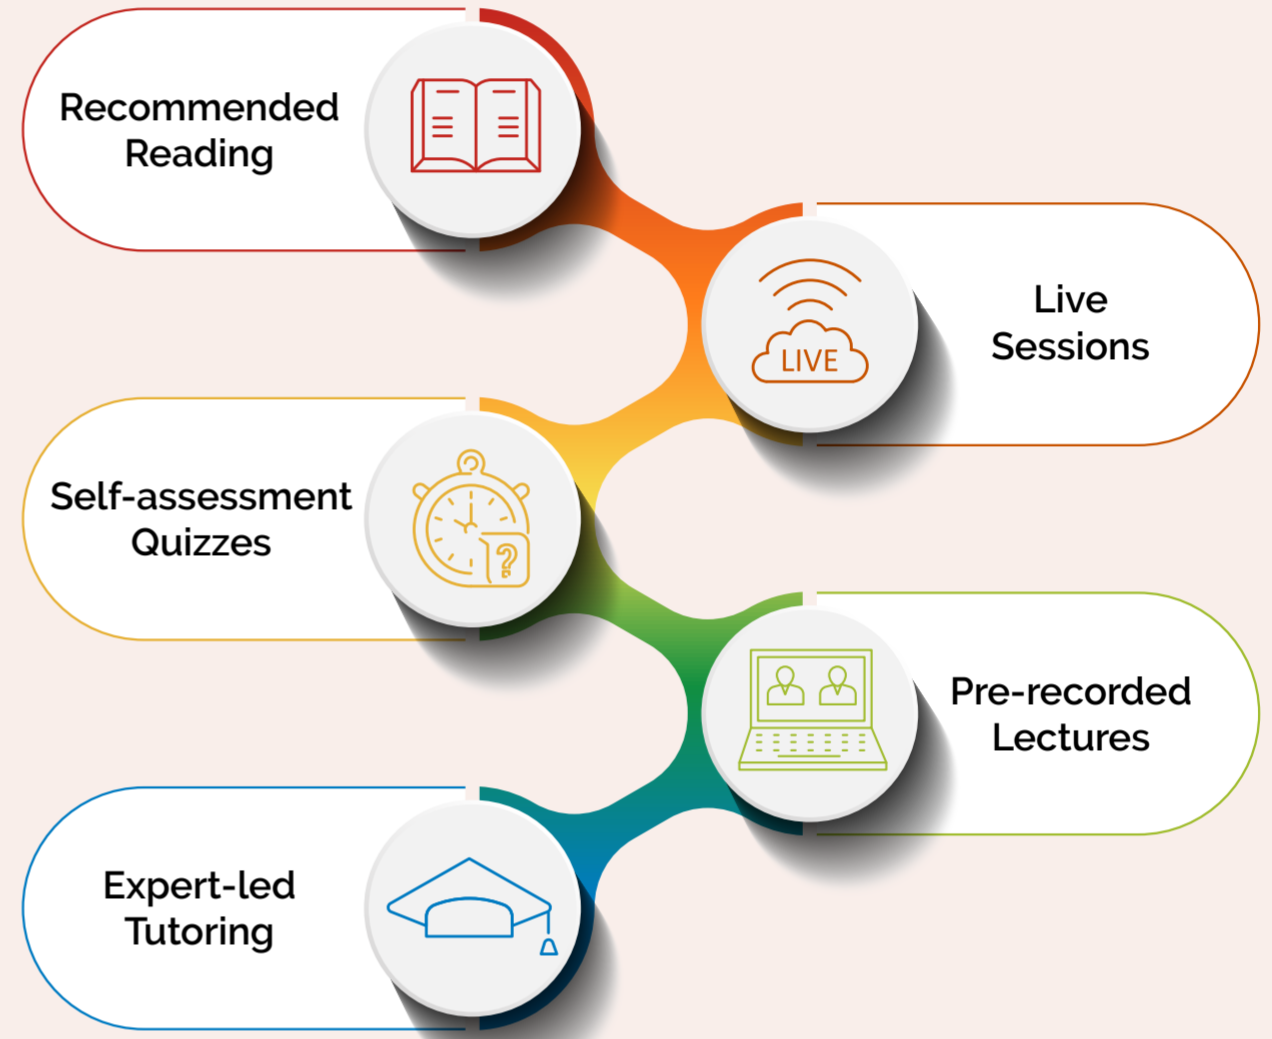 Recommended
Reading
LIVE
Live
Sessions
Self-assessment
Quizzes
?
Pre-recorded
Lectures
Expert-led
Tutoring